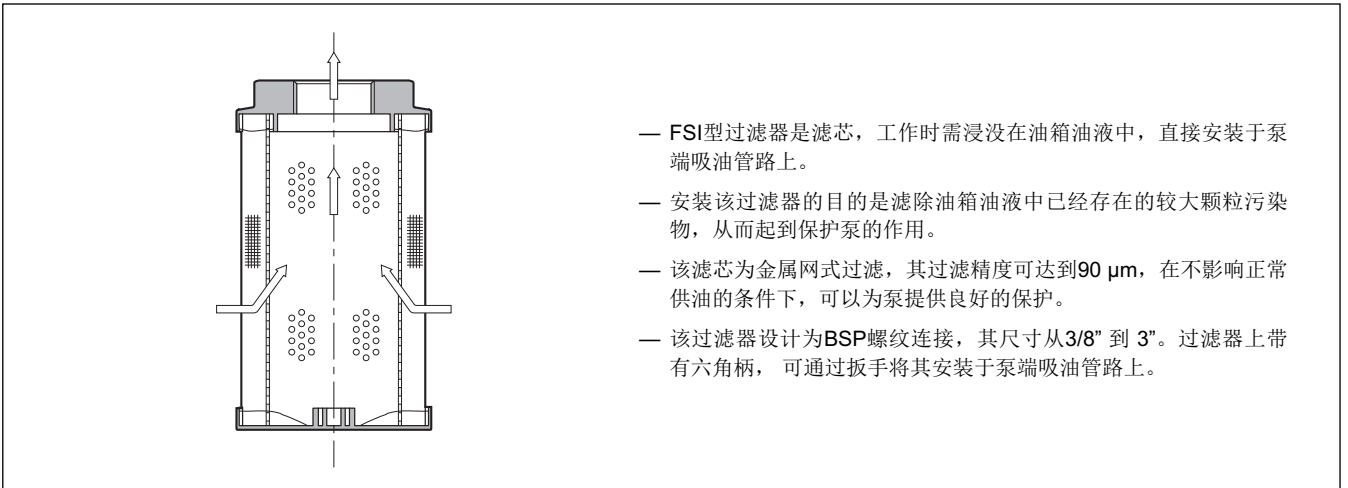 — FSI型过滤器是滤芯，工作时需浸没在油箱油液中，直接安装于泵
端吸油管路上。
— 安装该过滤器的目的是滤除油箱油液中已经存在的较大颗粒污染
物，从而起到保护泵的作用。
— 该滤芯为金属网式过滤，其过滤精度可达到90 μm，在不影响正常
供油的条件下，可以为泵提供良好的保护。
— 该过滤器设计为BSP螺纹连接，其尺寸从3/8” 到 3”。过滤器上带
有六角柄， 可通过扳手将其安装于泵端吸油管路上。